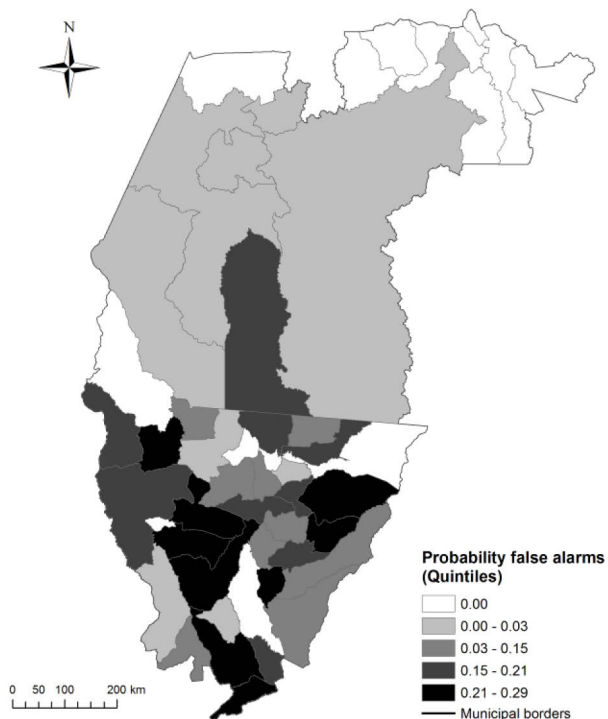 N
Probability false alarms
(Quintiles)
0.00
0.00 - 0.03
0.03 - 0.15
0.15 - 0.21
0.21 - 0.29
Municipal borders
0 50 100 200 km